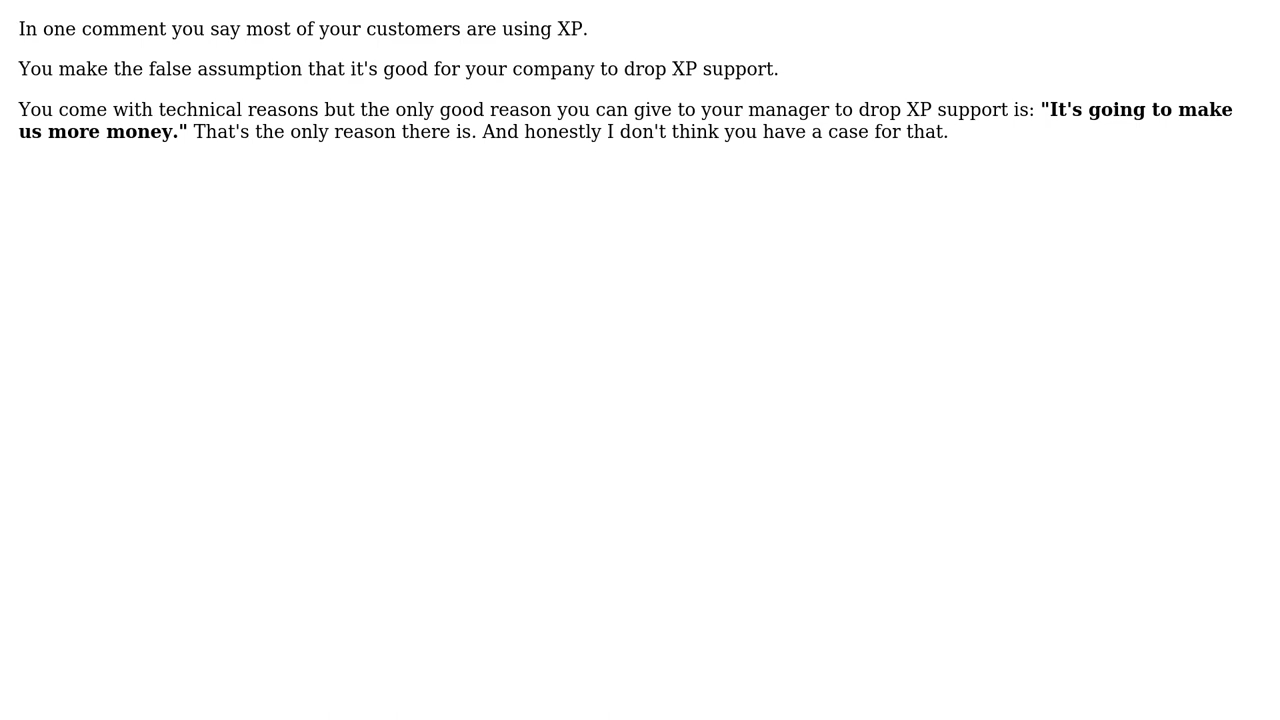 In one comment you say most of your customers are using XP.
You make the false assumption that it's good for your company to drop XP support.
You come with technical reasons but the only good reason you can give to your manager to drop XP support is: "It's going to make
us more money." That's the only reason there is. And honestly I don't think you have a case for that.